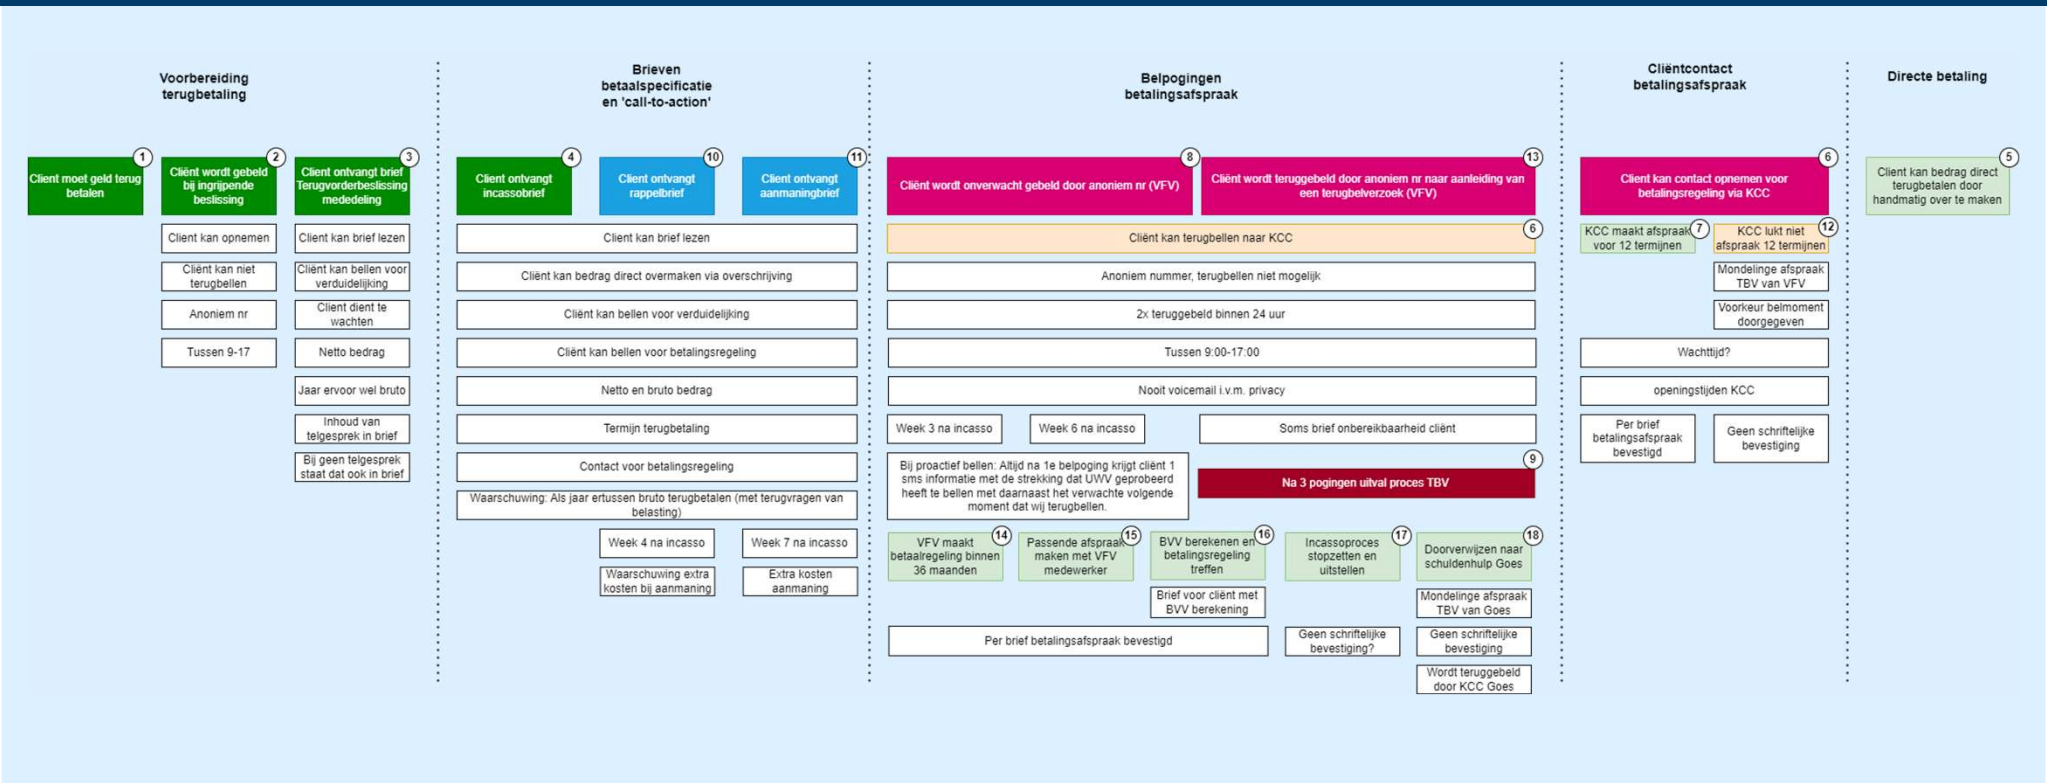 Voorbereiding
terugbetaling
Brieven
betaalspecificatie
en 'call-to-action'
Belpogingen
betalingsafspraak
Cliëntcontact
betalingsafspraak
Directe betaling
1
Client moet geld terug
betalen
2
Cliënt wordt gebeld
bij ingrijpende
beslissing
3
Client ontvangt brief
Terugvorderbeslissing
mededeling
4
Client ontvangt
incassobrief
10
Client ontvangt
rappelbrief
11
Client ontvangt
aanmaningbrief
8
Cliënt wordt onverwacht gebeld door anoniem nr (VFV)
13
Cliënt wordt teruggebeld door anoniem nr naar aanleiding van
een terugbelverzoek (VFV)
6
Client kan contact opnemen voor
betalingsregeling via KCC
5
Client kan bedrag direct
terugbetalen door
handmatig over te maken
Client kan opnemen
Cliënt kan niet
terugbellen
Anoniem nr
Tussen 9-17
Client kan brief lezen
Cliënt kan bellen voor
verduidelijking
Client dient te
wachten
Netto bedrag
Jaar ervoor wel bruto
Inhoud van
telgesprek in brief
Bij geen telgesprek
staat dat ook in brief
Client kan brief lezen
Cliënt kan bedrag direct overmaken via overschrijving
Cliënt kan bellen voor verduidelijking
Cliënt kan bellen voor betalingsregeling
Netto en bruto bedrag
Termijn terugbetaling
Contact voor betalingsregeling
Waarschuwing: Als jaar ertussen bruto terugbetalen (met terugvragen van
belasting)
Week 4 na incasso
Waarschuwing extra
kosten bij aanmaning
Week 7 na incasso
Extra kosten
aanmaning
6
Cliënt kan terugbellen naar KCC
Anoniem nummer, terugbellen niet mogelijk
2x teruggebeld binnen 24 uur
Tussen 9:00-17:00
Nooit voicemail i.v.m. privacy
Week 3 na incasso
Week 6 na incasso
Soms brief onbereikbaarheid cliënt
Bij proactief bellen: Altijd na 1e belpoging krijgt cliënt 1
sms informatie met de strekking dat UWV geprobeerd
heeft te bellen met daarnaast het verwachte volgende
moment dat wij terugbellen.
9
Na 3 pogingen uitval proces TBV
14
VFV maakt
betaalregeling binnen
36 maanden
15
Passende afspraak
maken met VFV
medewerker
16
BVV berekenen en
betalingsregeling
treffen
17
Incassoproces
stopzetten en
uitstellen
18
Doorverwijzen naar
schuldenhulp Goes
Brief voor cliënt met
BVV berekening
Mondelinge afspraak
TBV van Goes
Per brief betalingsafspraak bevestigd
Geen schriftelijke
bevestiging?
Geen schriftelijke
bevestiging
Wordt teruggebeld
door KCC Goes
7
KCC maakt afspraak
voor 12 termijnen
12
KCC lukt niet
afspraak 12 termijnen
Mondelinge afspraak
TBV van VFV
Voorkeur belmoment
doorgegeven
Wachttijd?
openingstijden KCC
Per brief
betalingsafspraak
bevestigd
Geen schriftelijke
bevestiging